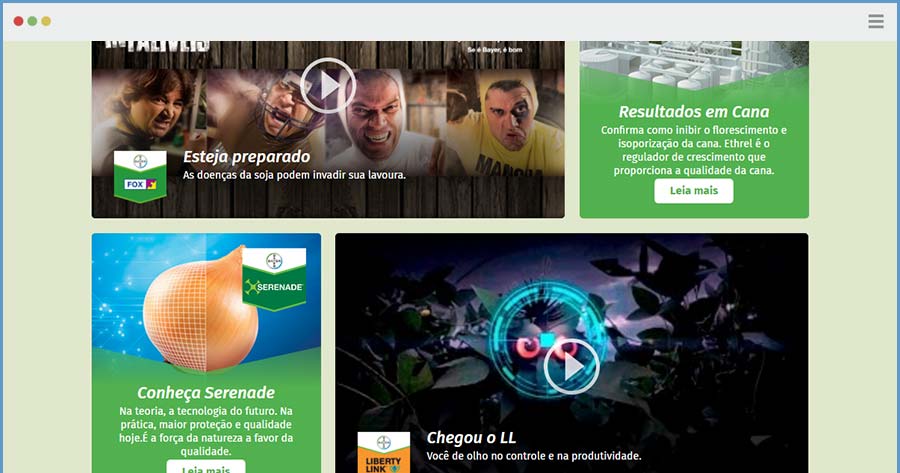 Se é Bayer, é bom
Esteja preparado
As doenças da soja podem invadir sua lavoura.
BAYER
FOX
Resultados em Cana
Confirma como inibir o florescimento e
isoporização da cana. Ethrel é o
regulador de crescimento que
proporciona a qualidade da cana.
Leia mais
BAYER
SERENADE
Conheça Serenade
Na teoria, a tecnologia do futuro. Na
prática, maior proteção e qualidade
hoje.É a força da natureza a favor da
qualidade.
Leia mais
Chegou o LL
Você de olho no controle e na produtividade.
LIBERTY
LINK